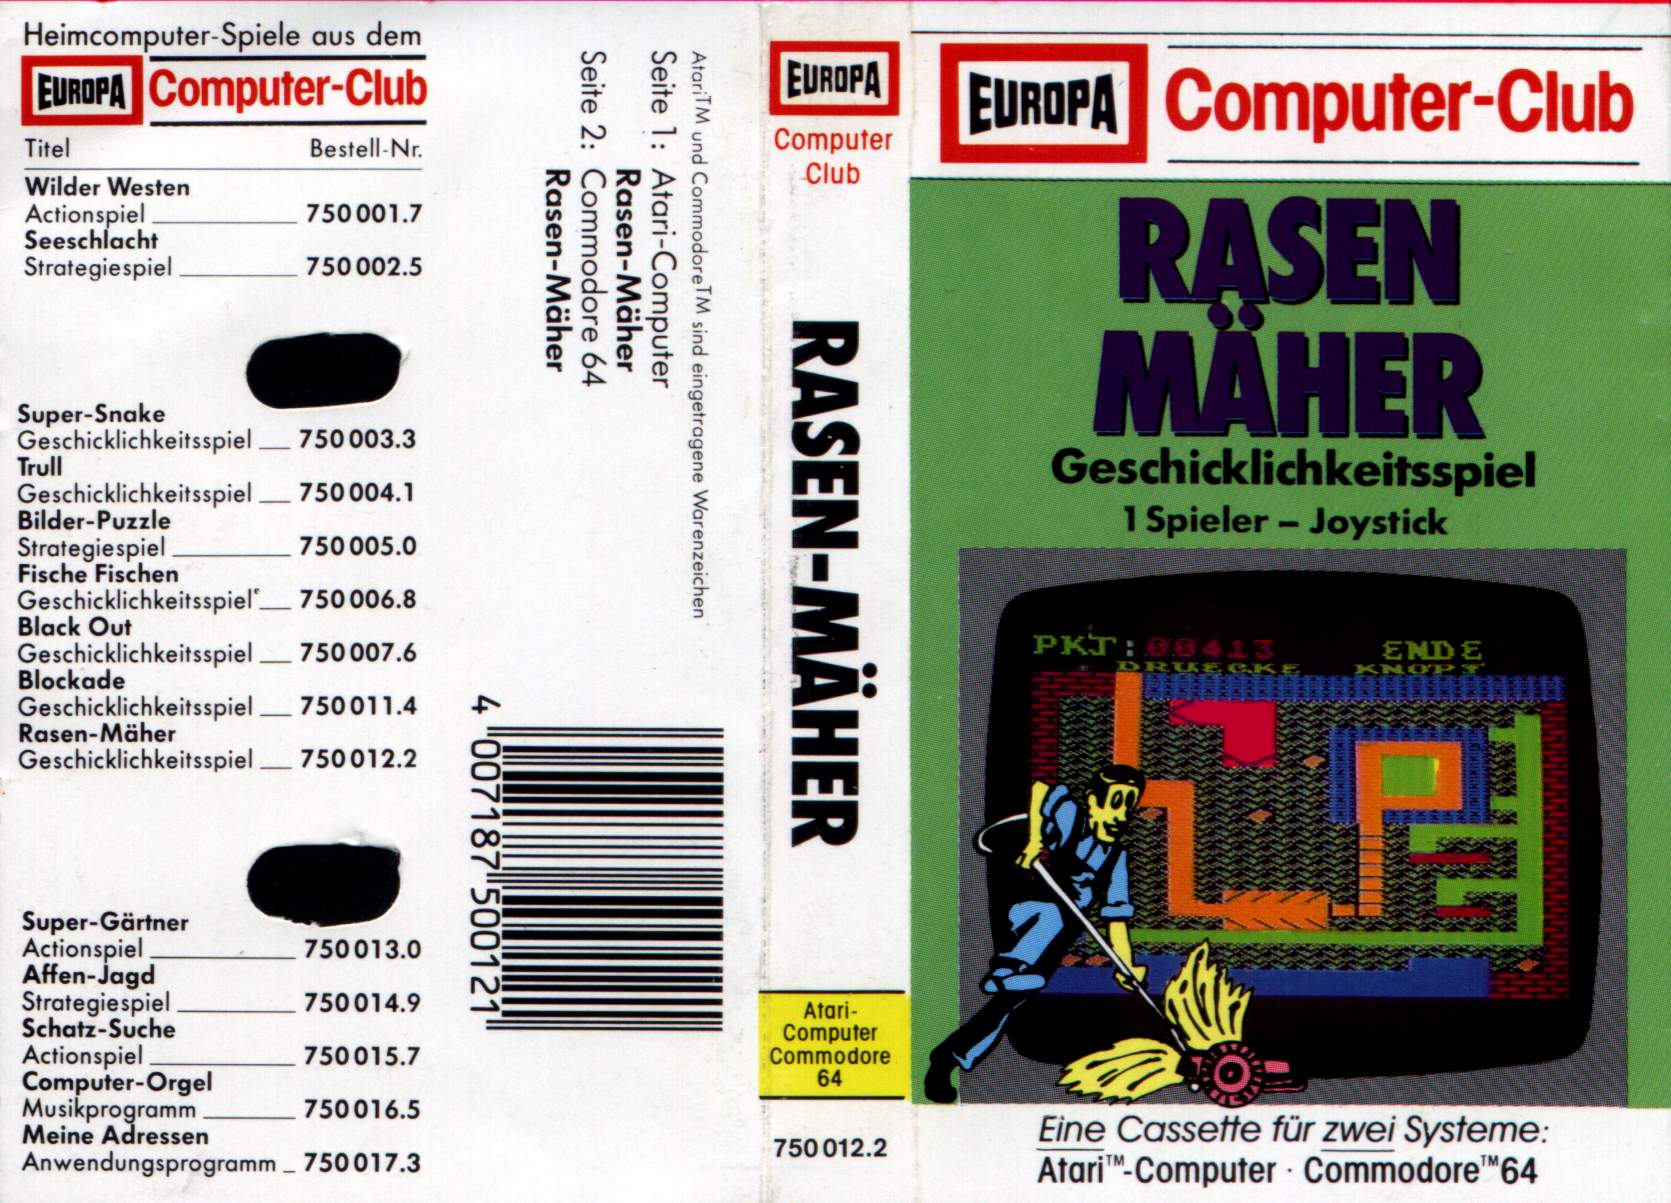 Heimcomputer-Spiele aus dem
EUROPA Computer-Club
Titel Bestell-Nr.
Wilder Westen
Actionspiel 750 001.7
Seeschlacht
Strategiespiel 750 002.5
Super-Snake
Geschicklichkeitsspiel 750 003.3
Trull
Geschicklichkeitsspiel 750 004.1
Bilder-Puzzle
Strategiespiel 750 005.0
Fische Fischen
Geschicklichkeitsspiel 750 006.8
Black Out
Geschicklichkeitsspiel 750 007.6
Blockade
Geschicklichkeitsspiel 750 011.4
Rasen-Mäher
Geschicklichkeitsspiel 750 012.2
Super-Gärtner
Actionspiel 750 013.0
Affen-Jagd
Strategiespiel 750 014.9
Schatz-Suche
Actionspiel 750 015.7
Computer-Orgel
Musikprogramm 750 016.5
Meine Adressen
Anwendungsprogramm 750 017.3
Atari™ und Commodore™ sind eingetragene Warenzeichen
Seite 1: Atari-Computer
Rasen-Mäher
Seite 2: Commodore 64
Rasen-Mäher
4 007187 500121
EUROPA
Computer
Club
RASEN-MÄHER
Atari-
Computer
Commodore
64
750 012.2
EUROPA Computer-Club
RASEN
MÄHER
Geschicklichkeitsspiel
1 Spieler – Joystick
PKT:00413 ENDE
DRUECKE KNOPF
Eine Cassette für zwei Systeme:
Atari™-Computer · Commodore™ 64